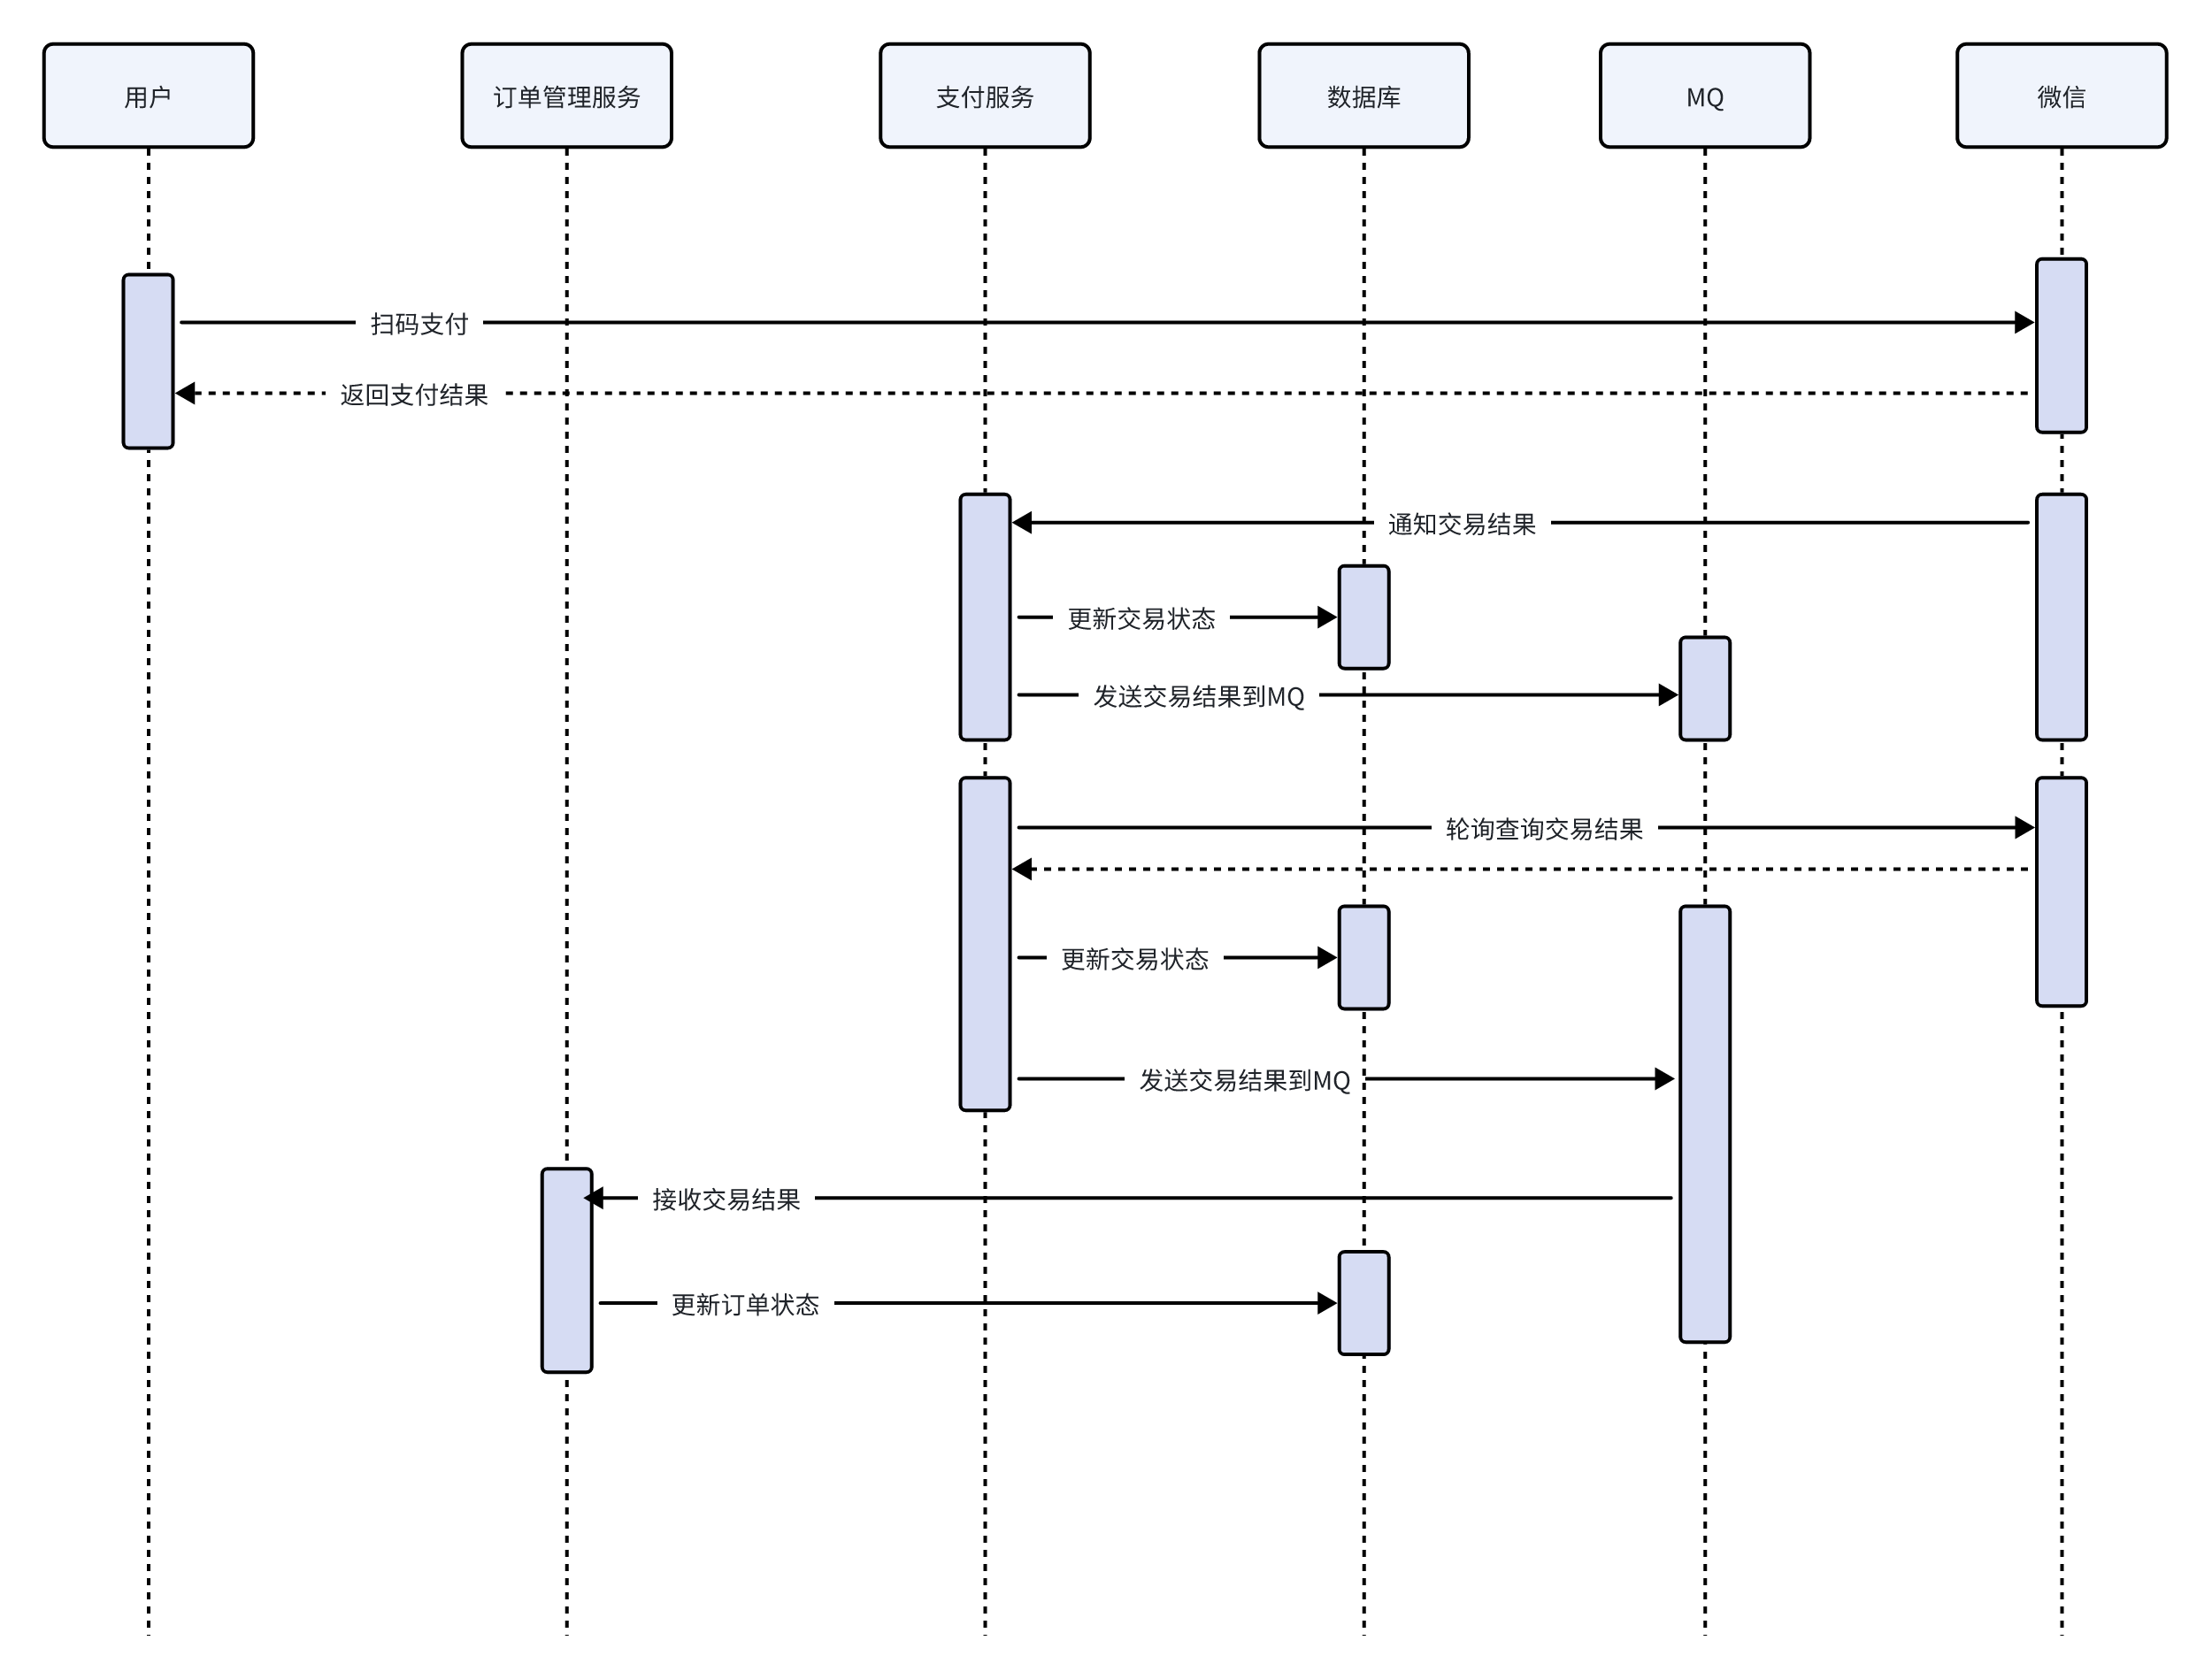 用户
订单管理服务
支付服务
数据库
MQ
微信
扫码支付
返回支付结果
通知交易结果
更新交易状态
发送交易结果到MQ
轮询查询交易结果
更新交易状态
发送交易结果到MQ
接收交易结果
更新订单状态